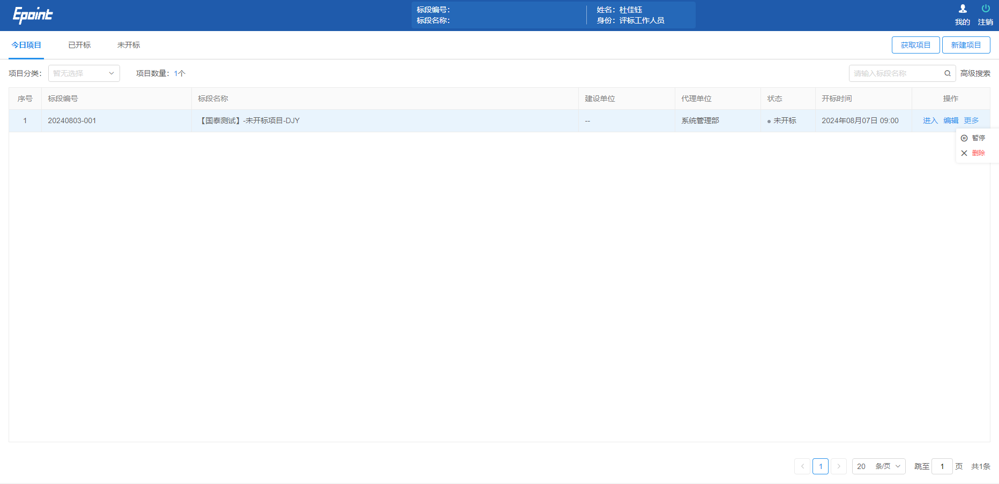 Epoint
标段编号：
标段名称：
姓名：杜佳钰
身份：评标工作人员
我的
注销
今日项目 已开标 未开标
获取项目 新建项目
项目分类： 暂无选择 项目数量：1个
请输入标段名称 高级搜索
序号 标段编号 标段名称 建设单位 代理单位 状态 开标时间 操作
1 20240803-001 【国泰测试】-未开标项目-DJY -- 系统管理部 未开标 2024年08月07日 09:00 进入 编辑 更多
暂停
删除
1 20 条/页 跳至 1 页 共1条